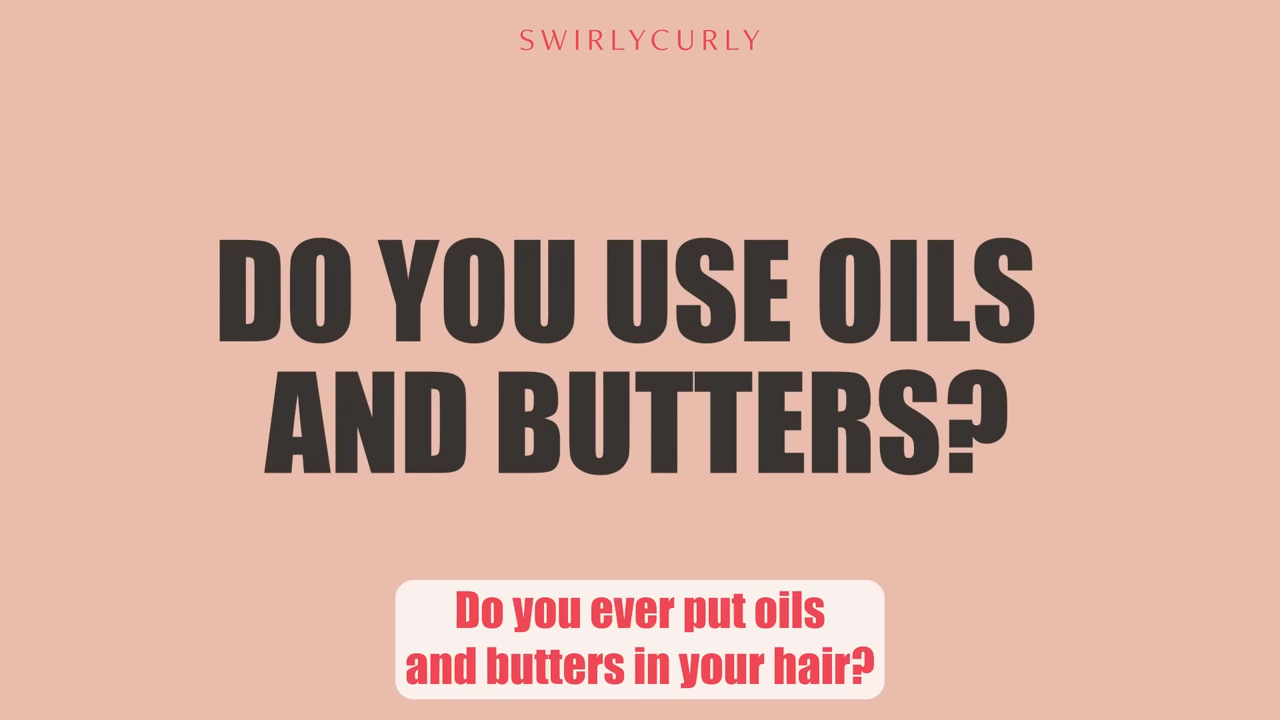 SWIRLYCURLY
DO YOU USE OILS
AND BUTTERS?
Do you ever put oils
and butters in your hair?